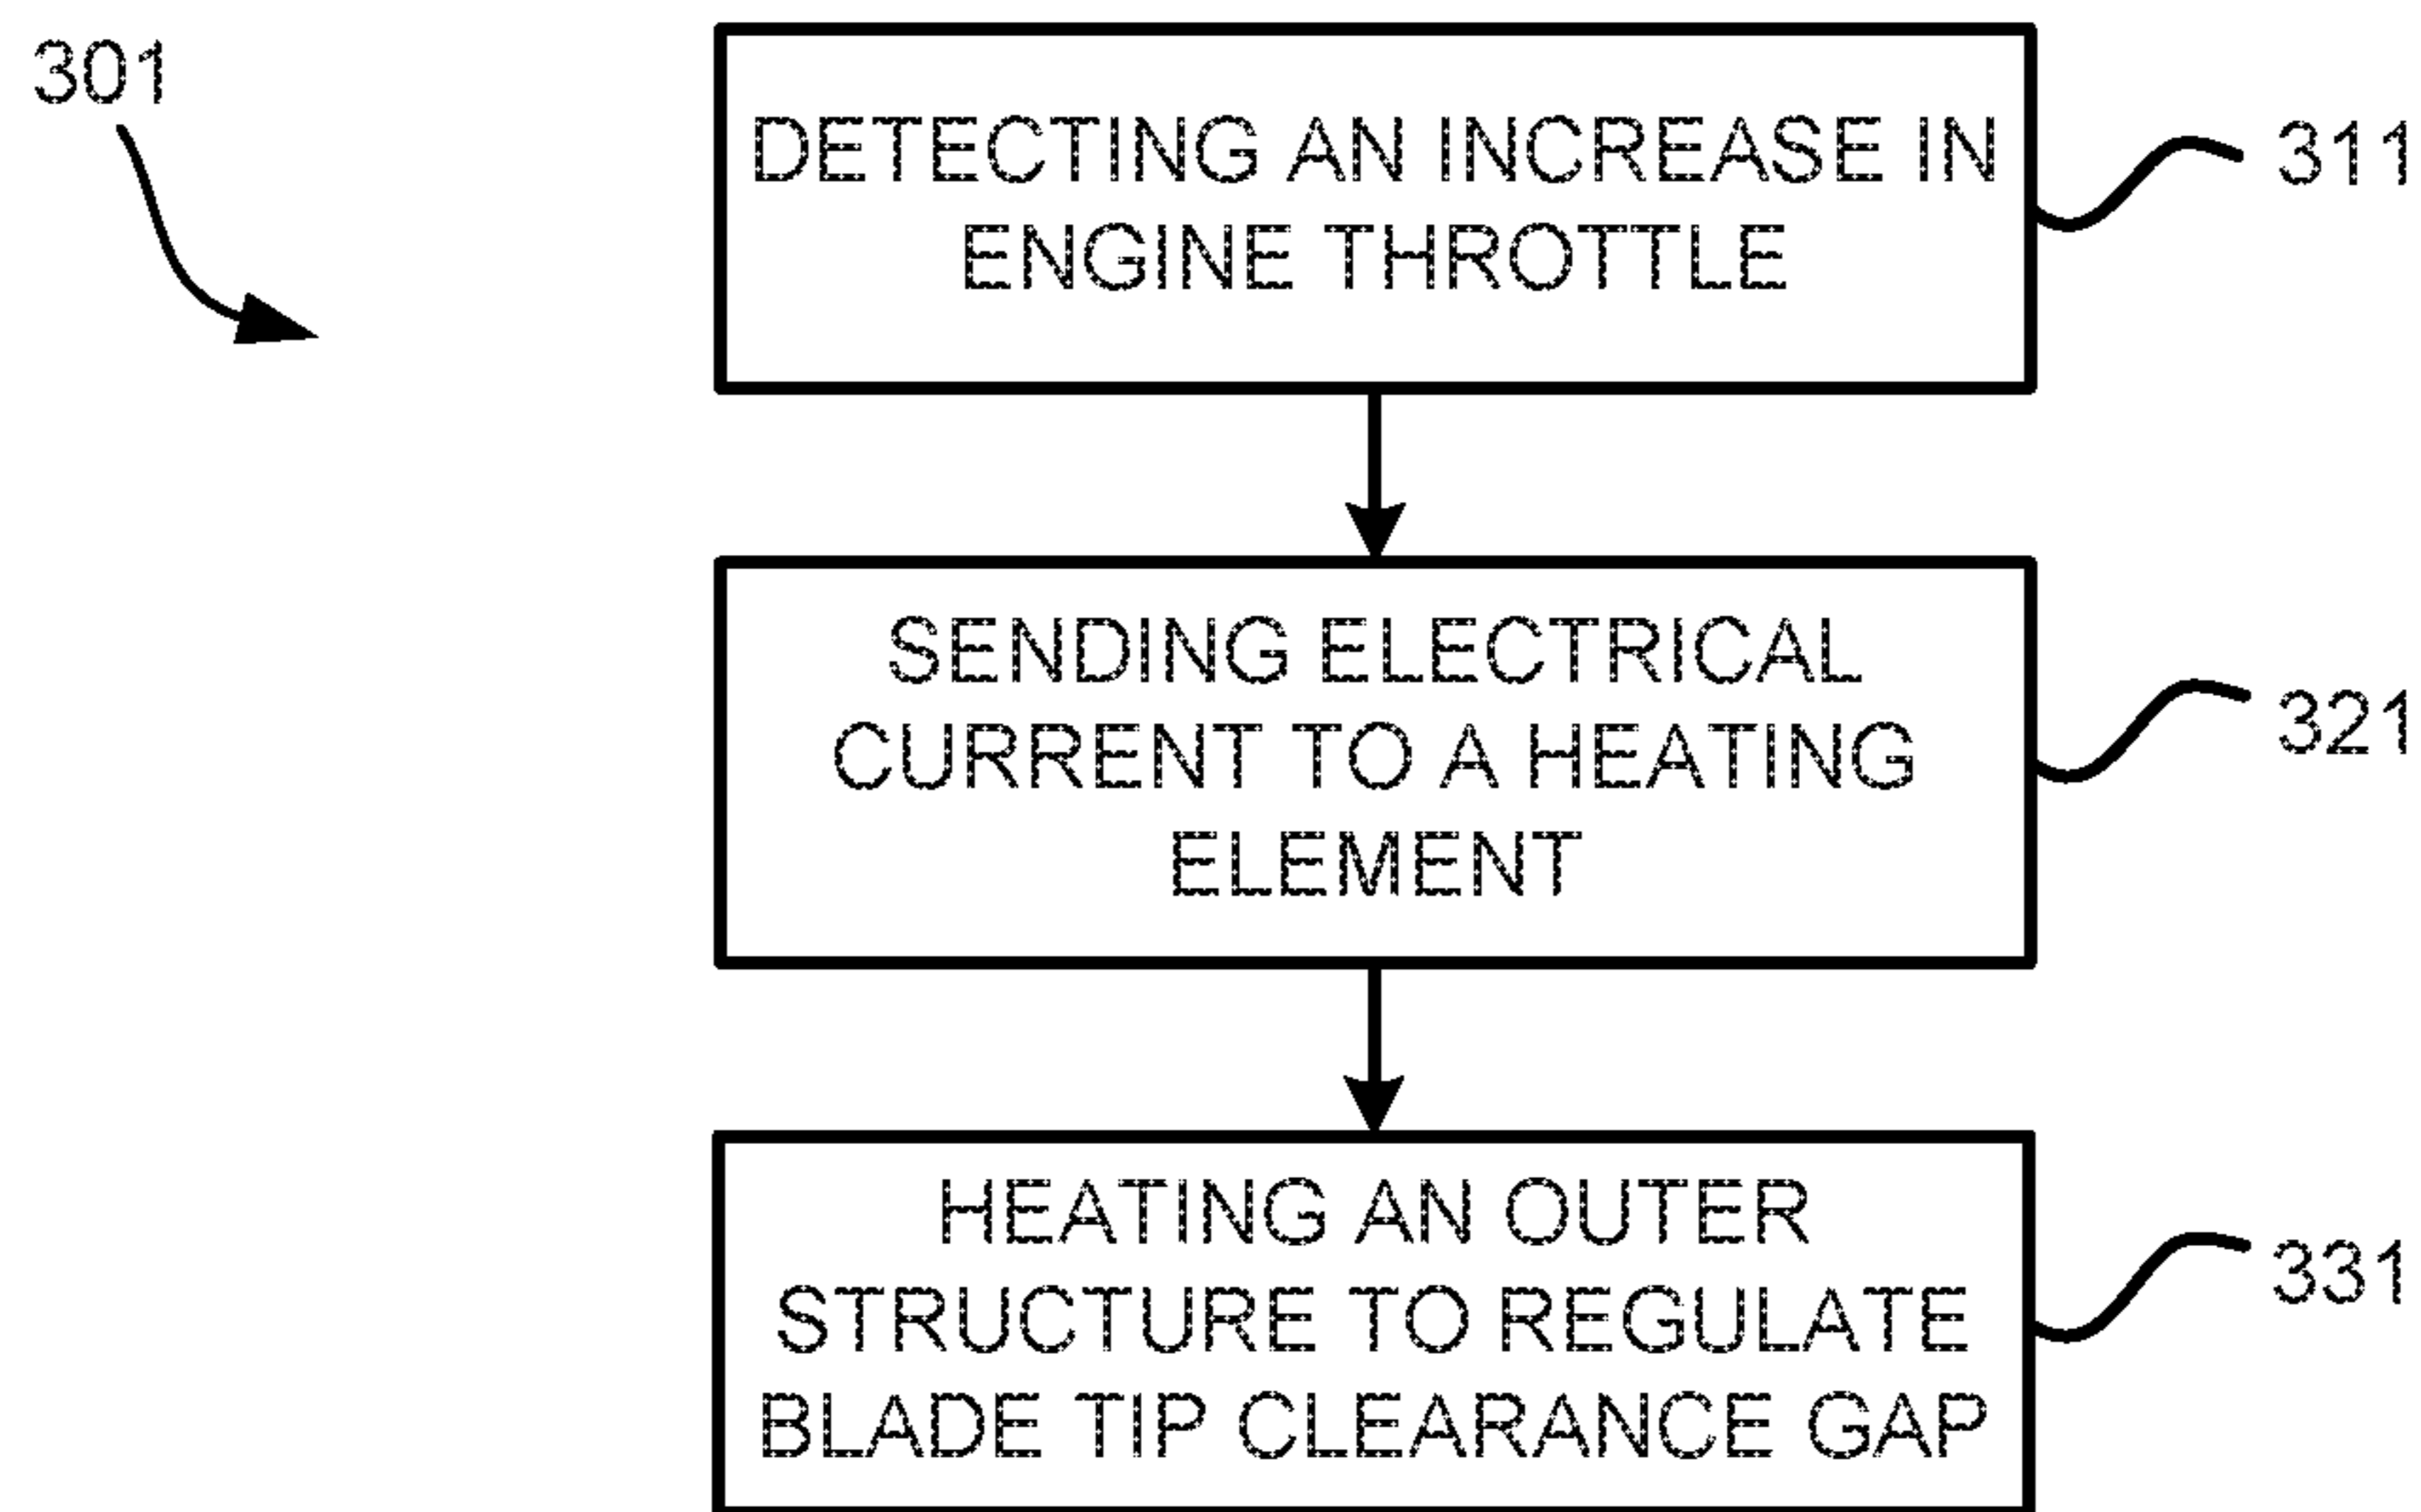 301
DETECTING AN INCREASE IN
ENGINE THROTTLE
311
SENDING ELECTRICAL
CURRENT TO A HEATING
ELEMENT
321
HEATING AN OUTER
STRUCTURE TO REGULATE
BLADE TIP CLEARANCE GAP
331